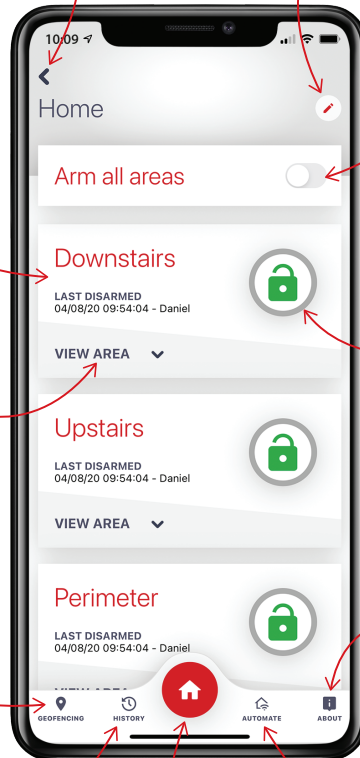 10:09
Home
Arm all areas
Downstairs
LAST DISARMED
04/08/20 09:54:04 - Daniel
VIEW AREA
Upstairs
LAST DISARMED
04/08/20 09:54:04 - Daniel
VIEW AREA
Perimeter
LAST DISARMED
04/08/20 09:54:04 - Daniel
VIEW AREA
GEOFENCING
HISTORY
AUTOMATE
ABOUT